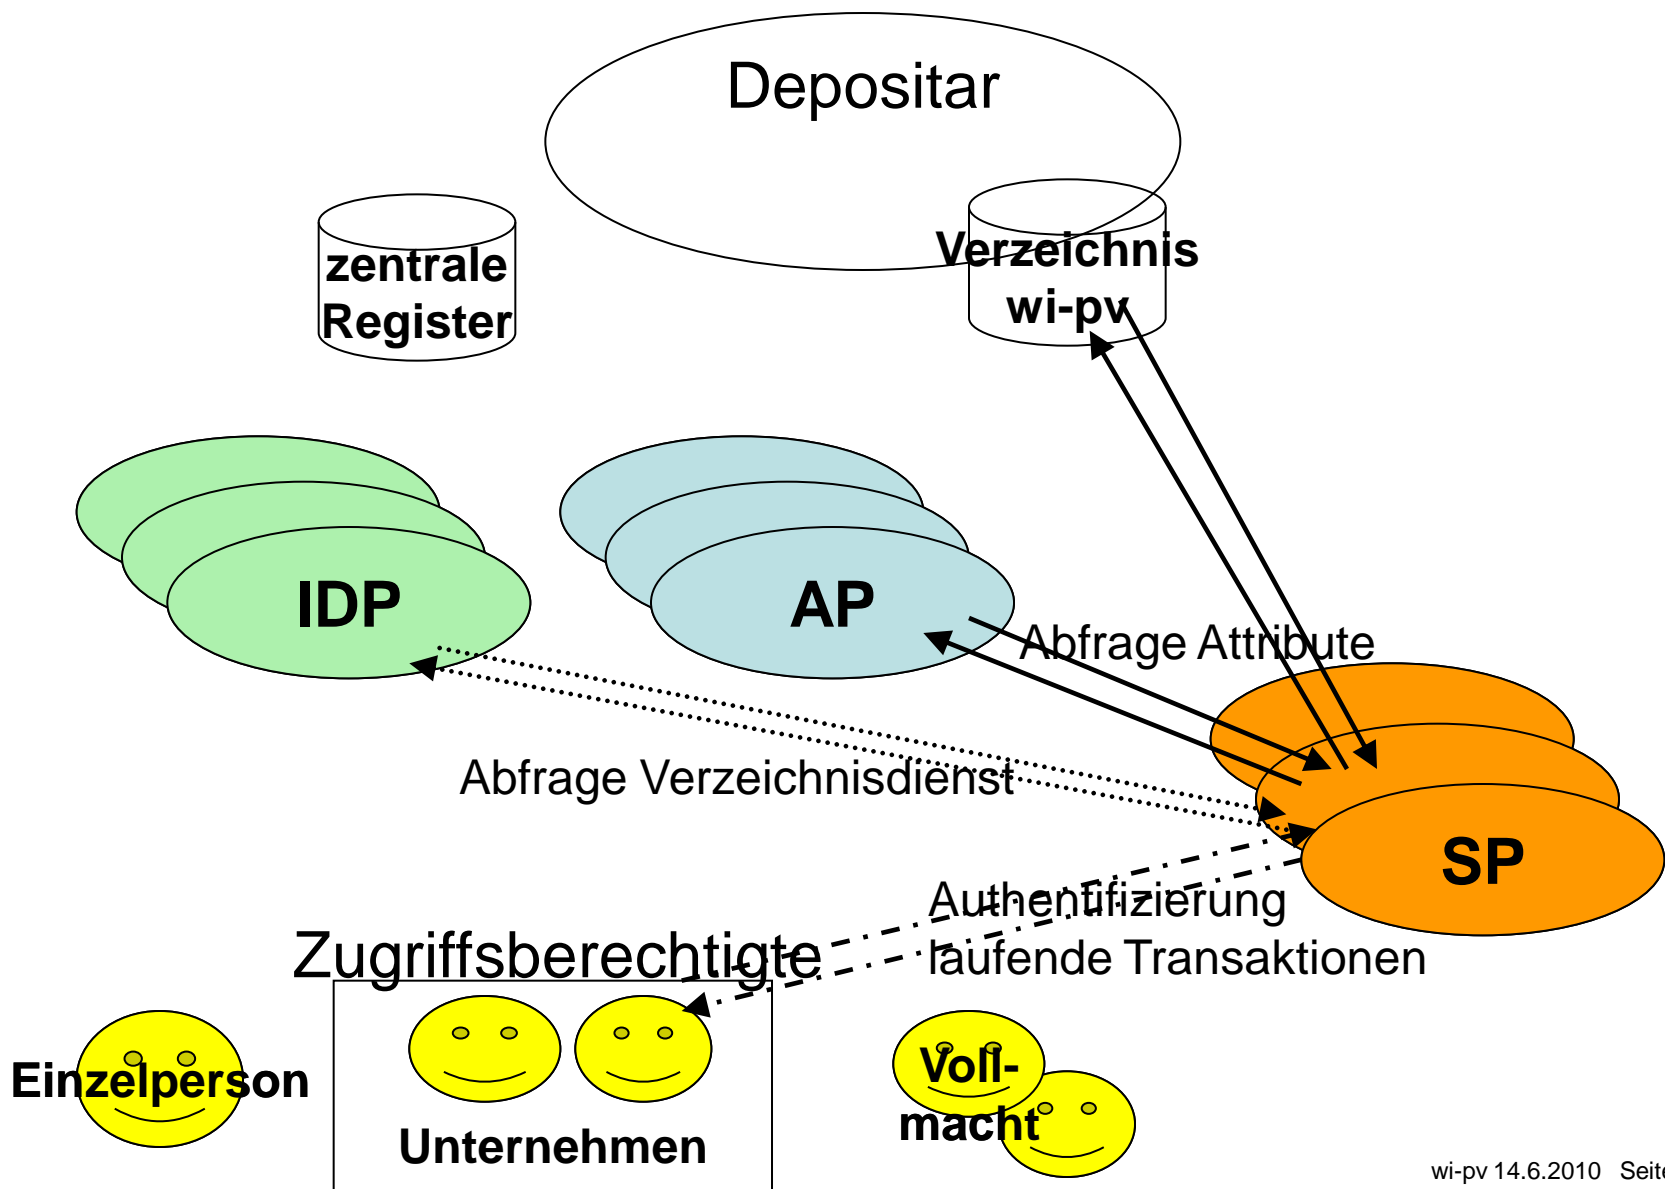 Depositar
zentrale
Register
Verzeichnis
wi-pv
IDP
AP
Abfrage Attribute
Abfrage Verzeichnisdienst
SP
Authentifizierung
laufende Transaktionen
Zugriffsberechtigte
Einzelperson
Unternehmen
Voll-
macht
wi-pv 14.6.2010 Seite